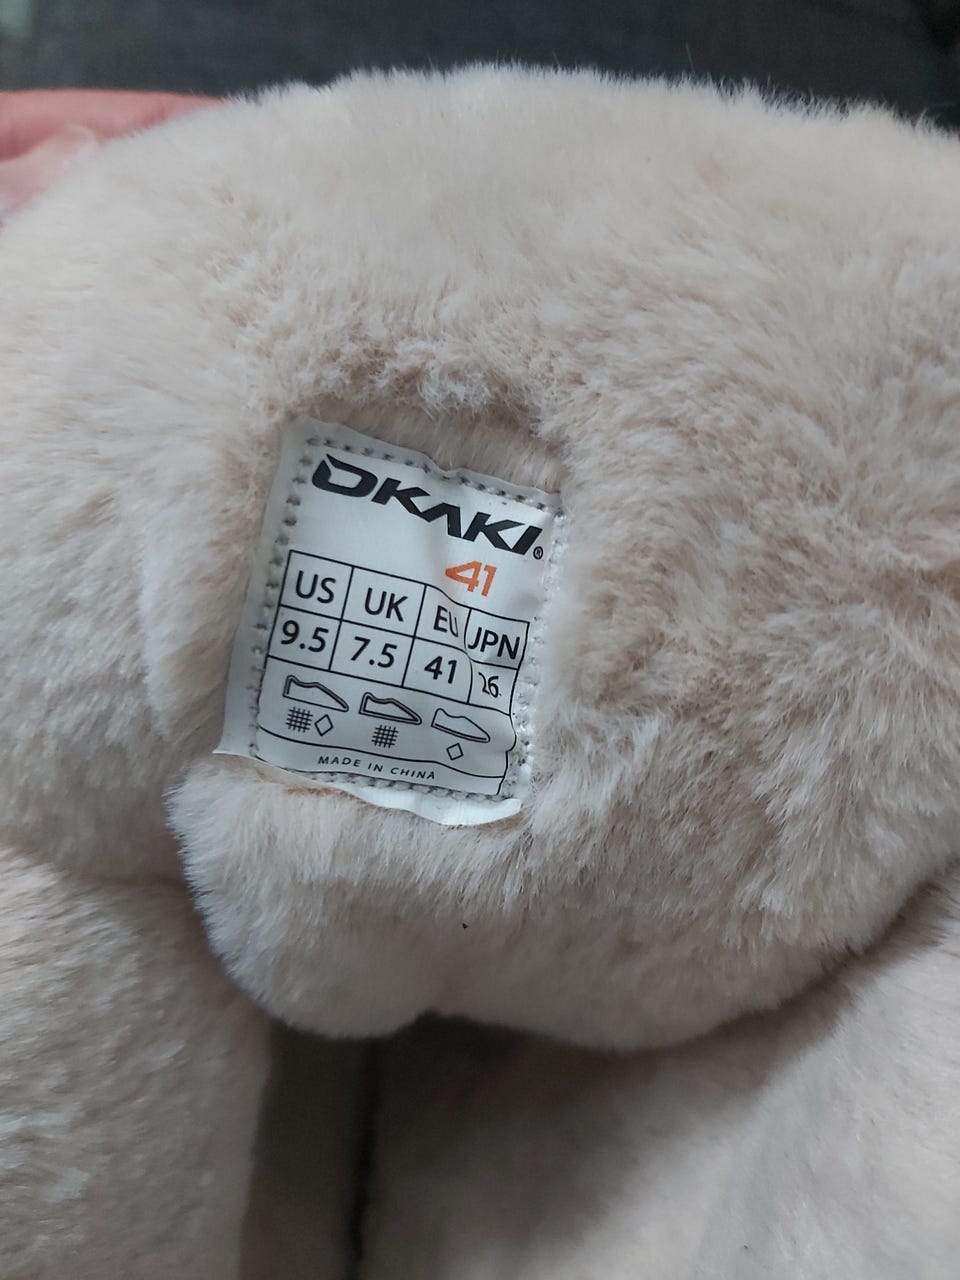 DKAKI®
41
US UK EU JPN
9.5 7.5 41 26.
MADE IN CHINA